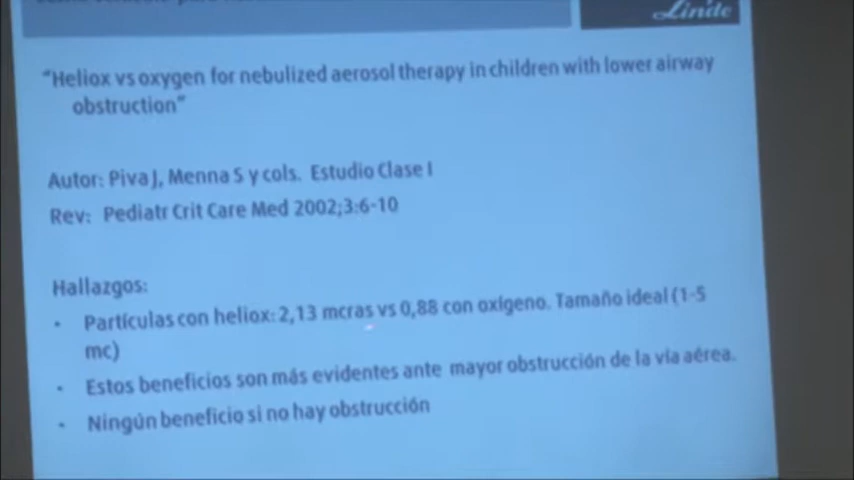 Linde
"Heliox vs oxygen for nebulized aerosol therapy in children with lower airway
obstruction"
Autor: Piva J, Menna S y cols. Estudio Clase I
Rev: Pediatr Crit Care Med 2002;3:6-10
Hallazgos:
• Partículas con heliox: 2,13 mcras vs 0,88 con oxígeno. Tamaño ideal (1-5
mc)
• Estos beneficios son más evidentes ante mayor obstrucción de la vía aérea.
• Ningún beneficio si no hay obstrucción